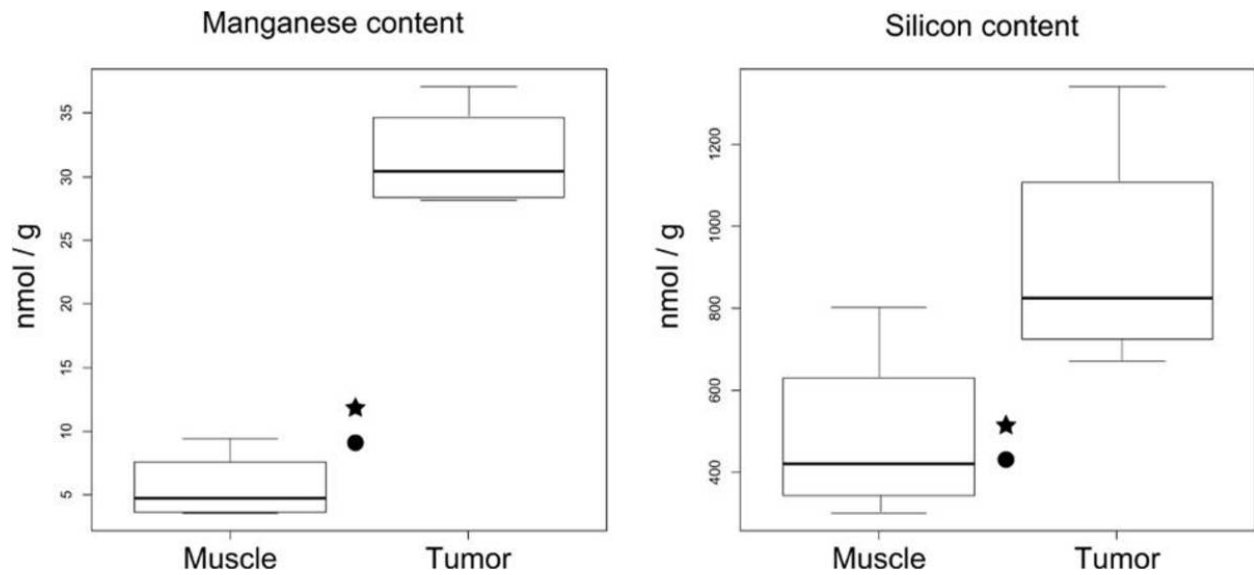 Manganese content
nmol / g
35
30
25
20
15
10
5
Muscle Tumor
Silicon content
nmol / g
1200
1000
800
600
400
Muscle Tumor